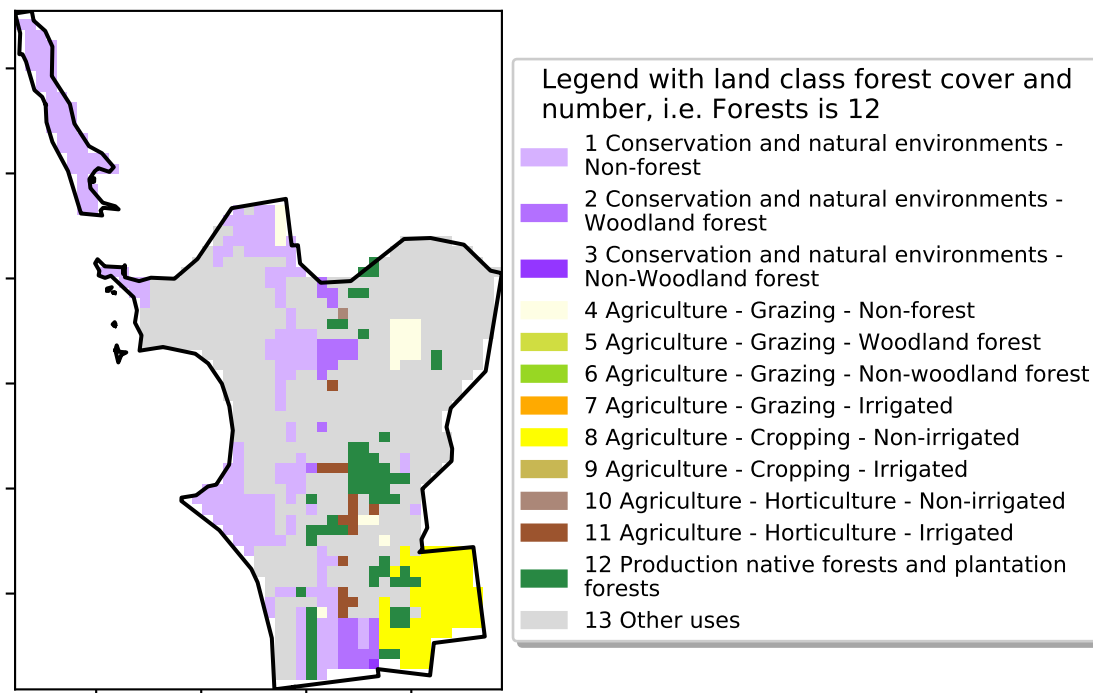 Legend with land class forest cover and
number, i.e. Forests is 12
1 Conservation and natural environments -
Non-forest
2 Conservation and natural environments -
Woodland forest
3 Conservation and natural environments -
Non-Woodland forest
4 Agriculture - Grazing - Non-forest
5 Agriculture - Grazing - Woodland forest
6 Agriculture - Grazing - Non-woodland forest
7 Agriculture - Grazing - Irrigated
8 Agriculture - Cropping - Non-irrigated
9 Agriculture - Cropping - Irrigated
10 Agriculture - Horticulture - Non-irrigated
11 Agriculture - Horticulture - Irrigated
12 Production native forests and plantation
forests
13 Other uses